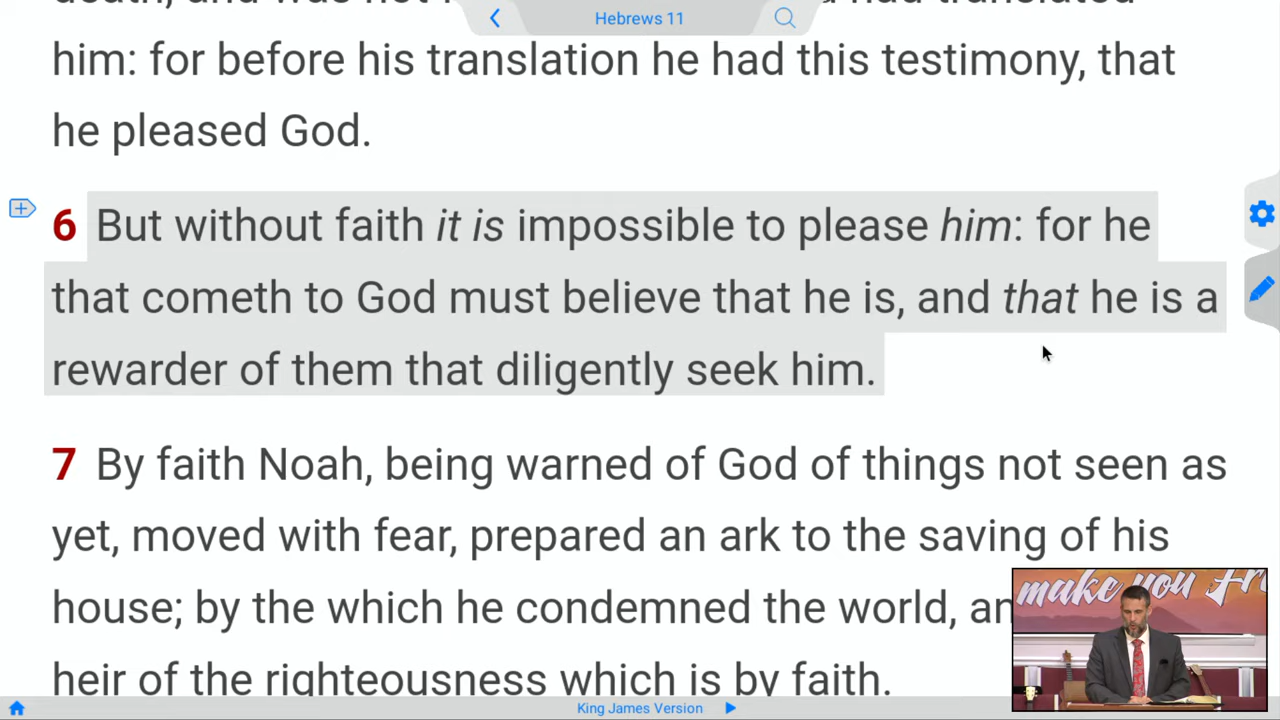 Hebrews 11
him: for before his translation he had this testimony, that
he pleased God.
6 But without faith it is impossible to please him: for he
that cometh to God must believe that he is, and that he is a
rewarder of them that diligently seek him.
7 By faith Noah, being warned of God of things not seen as
yet, moved with fear, prepared an ark to the saving of his
house; by the which he condemned the world,
heir of the righteousness which is by faith.
make you
King James Version